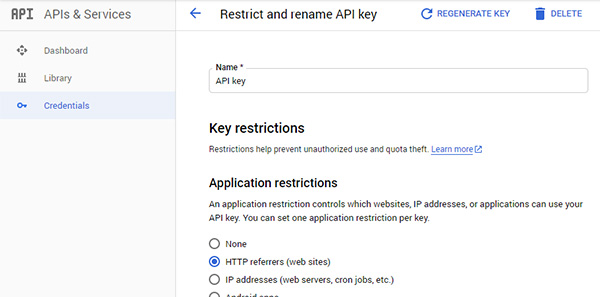 API APIs & Services
Restrict and rename API key
REGENERATE KEY
DELETE
Dashboard
Library
Credentials
Name *
API key
Key restrictions
Restrictions help prevent unauthorized use and quota theft. Learn more
Application restrictions
An application restriction controls which websites, IP addresses, or applications can use your
API key. You can set one application restriction per key.
None
HTTP referrers (web sites)
IP addresses (web servers, cron jobs, etc.)